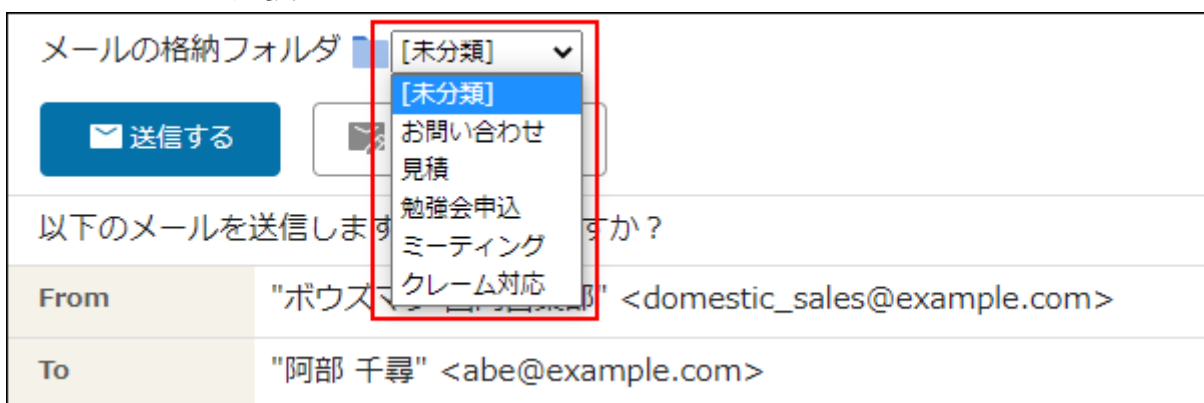 メールの格納フォルダ [未分類]
[未分類]
送信する
お問い合わせ
見積
勉強会申込
以下のメールを送信します すか？
ミーティング
クレーム対応
From "ボウズ 部" <domestic_sales@example.com>
To "阿部 千尋" <abe@example.com>